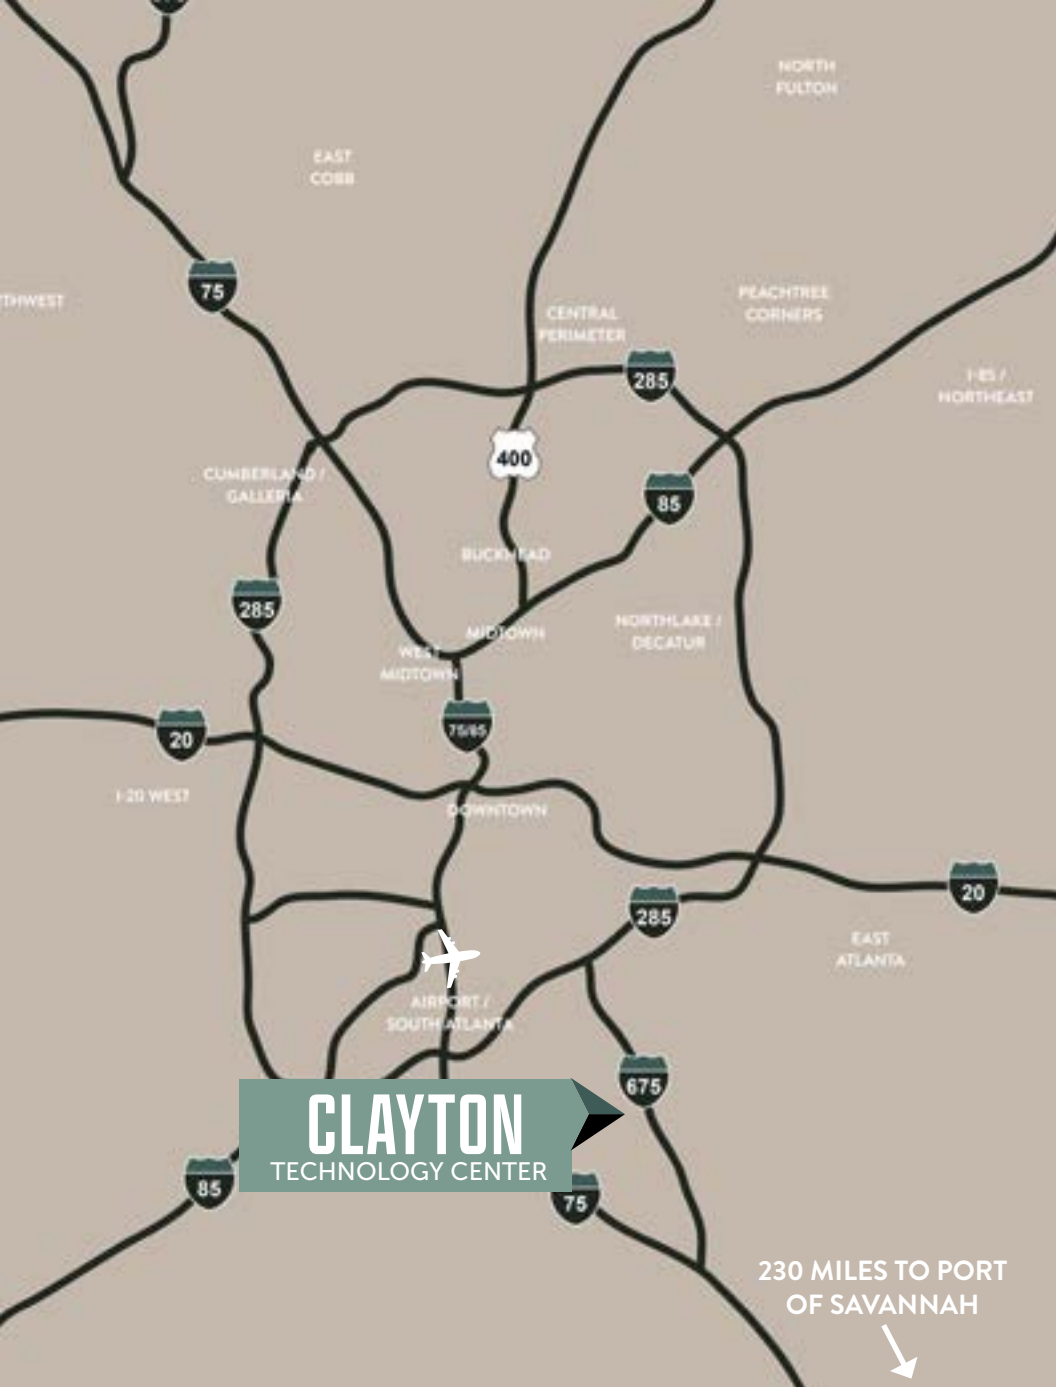 NORTH
FULTON
EAST
COBB
75
THWEST
PEACHTREE
CORNERS
CENTRAL
PERIMETER
285
I-85 /
NORTHEAST
400
CUMBERLAND /
GALLERIA
85
BUCKHEAD
285
MIDTOWN
NORTHLAKE /
DECATUR
WEST
MIDTOWN
75/85
20
I-20 WEST
DOWNTOWN
20
285
EAST
ATLANTA
AIRPORT /
SOUTH ATLANTA
675
CLAYTON
TECHNOLOGY CENTER
85
75
230 MILES TO PORT
OF SAVANNAH